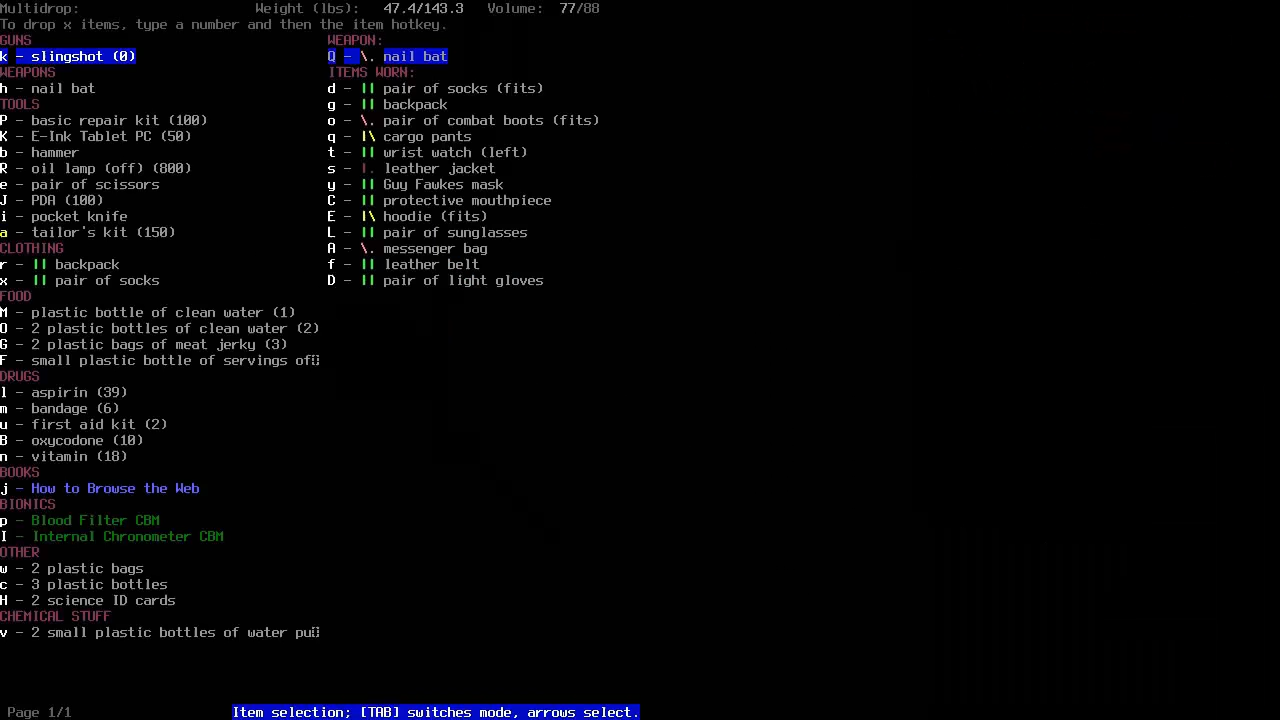 Multidrop: Weight (lbs): 47.4/143.3 Volume: 77/88
To drop x items, type a number and then the item hotkey.
GUNS
k - slingshot (0)
WEAPONS
h - nail bat
TOOLS
P - basic repair kit (100)
K - E-Ink Tablet PC (50)
b - hammer
R - oil lamp (off) (800)
e - pair of scissors
J - PDA (100)
i - pocket knife
a - tailor's kit (150)
CLOTHING
r - || backpack
x - || pair of socks
FOOD
M - plastic bottle of clean water (1)
O - 2 plastic bottles of clean water (2)
G - 2 plastic bags of meat jerky (3)
F - small plastic bottle of servings of
DRUGS
l - aspirin (39)
m - bandage (6)
u - first aid kit (2)
B - oxycodone (10)
n - vitamin (18)
BOOKS
j - How to Browse the Web
BIONICS
p - Blood Filter CBM
I - Internal Chronometer CBM
OTHER
w - 2 plastic bags
c - 3 plastic bottles
H - 2 science ID cards
CHEMICAL STUFF
v - 2 small plastic bottles of water pu
WEAPON:
Q - \. nail bat
ITEMS WORN:
d - || pair of socks (fits)
g - || backpack
o - \. pair of combat boots (fits)
q - |\ cargo pants
t - || wrist watch (left)
s - |. leather jacket
y - || Guy Fawkes mask
C - || protective mouthpiece
E - |\ hoodie (fits)
L - || pair of sunglasses
A - \. messenger bag
f - || leather belt
D - || pair of light gloves
Page 1/1 Item selection; [TAB] switches mode, arrows select.